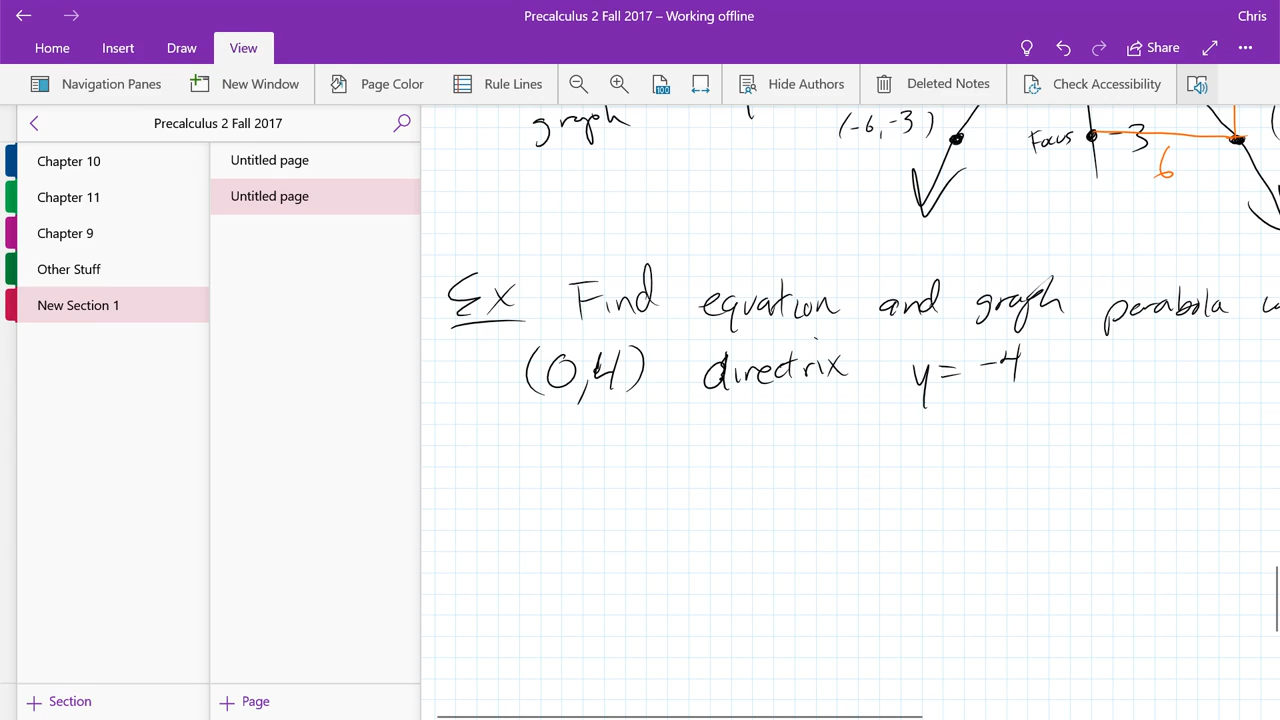 Precalculus 2 Fall 2017 – Working offline
Chris
Home Insert Draw View
Share
Navigation Panes New Window Page Color Rule Lines Hide Authors Deleted Notes Check Accessibility
Precalculus 2 Fall 2017
Chapter 10
Chapter 11
Chapter 9
Other Stuff
New Section 1
Untitled page
Untitled page
graph
(-6,-3)
Focus
-3
6
Ex Find equation and graph parabola
(0,4) directrix y = -4
+ Section
+ Page